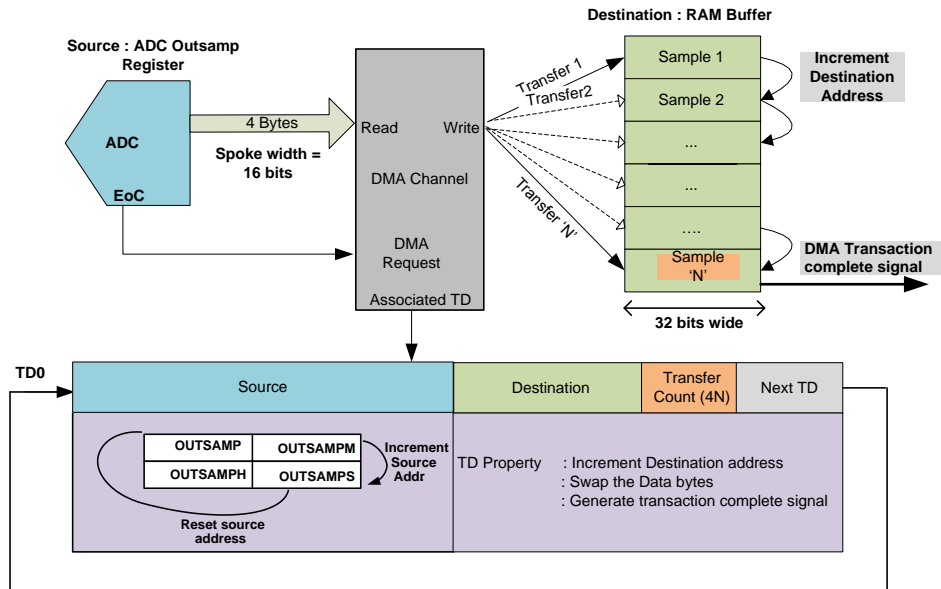 Destination : RAM Buffer
Source : ADC Outsamp
Register
ADC
EoC
4 Bytes
Spoke width =
16 bits
Read
Write
DMA Channel
DMA
Request
Associated TD
Transfer 1
Transfer2
Transfer ‘N’
Sample 1
Sample 2
...
...
....
Sample
‘N’
Increment
Destination
Address
DMA Transaction
complete signal
32 bits wide
TD0
Source
Destination
Transfer
Count (4N)
Next TD
OUTSAMP
OUTSAMPM
OUTSAMPH
OUTSAMPS
Increment
Source
Addr
Reset source
address
TD Property : Increment Destination address
: Swap the Data bytes
: Generate transaction complete signal